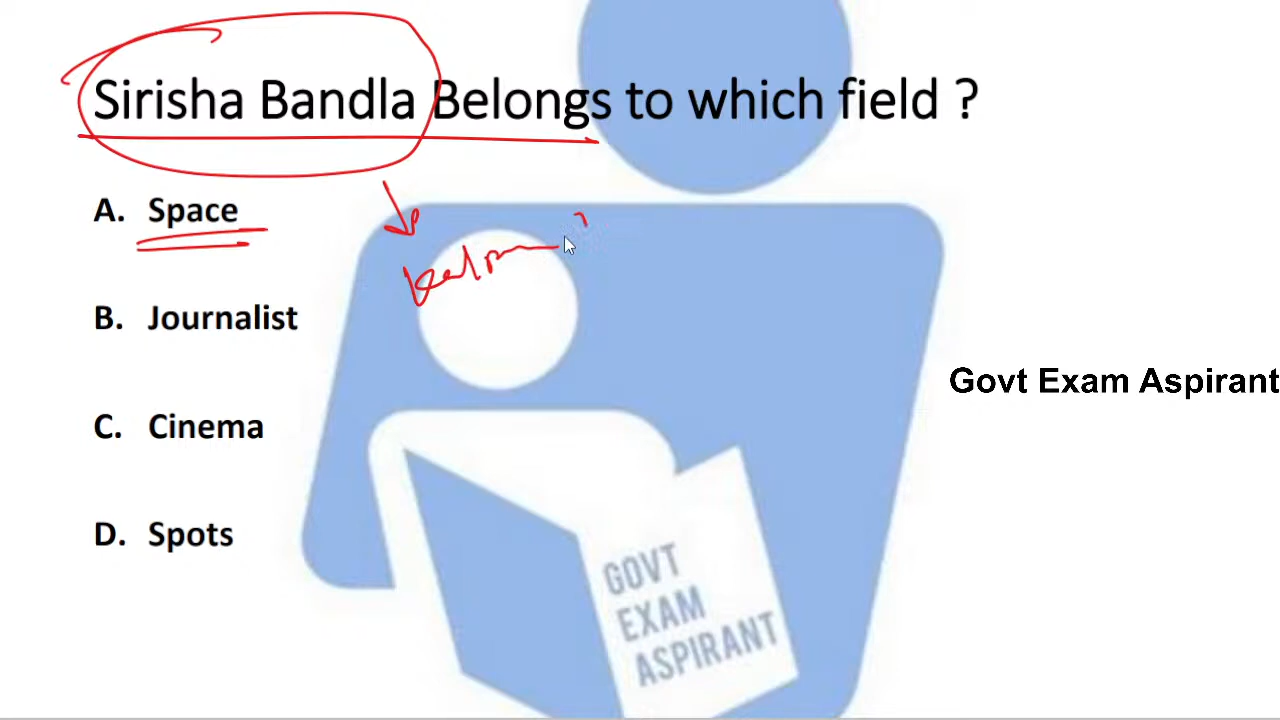 Sirisha Bandla Belongs to which field ?
A. Space
B. Journalist
C. Cinema
D. Spots
Govt Exam Aspirant
GOVT
EXAM
ASPIRANT